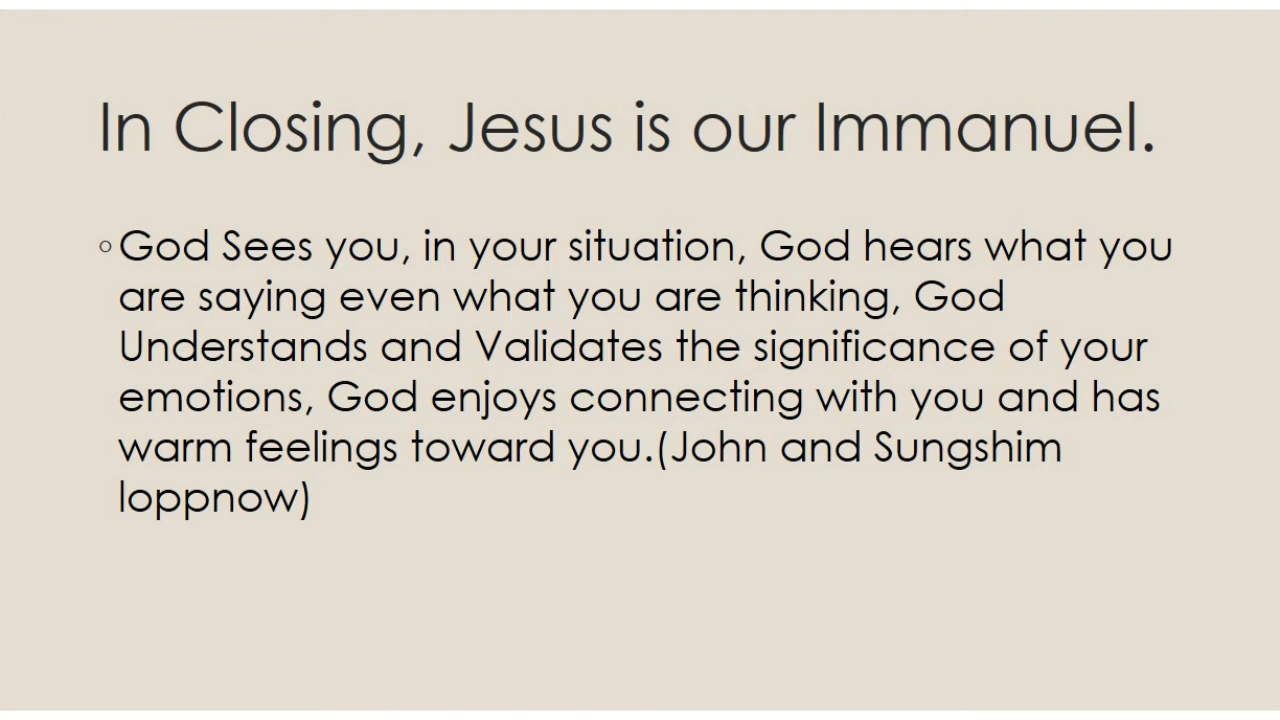 In Closing, Jesus is our Immanuel.
◦God Sees you, in your situation, God hears what you
are saying even what you are thinking, God
Understands and Validates the significance of your
emotions, God enjoys connecting with you and has
warm feelings toward you.(John and Sungshim
loppnow)